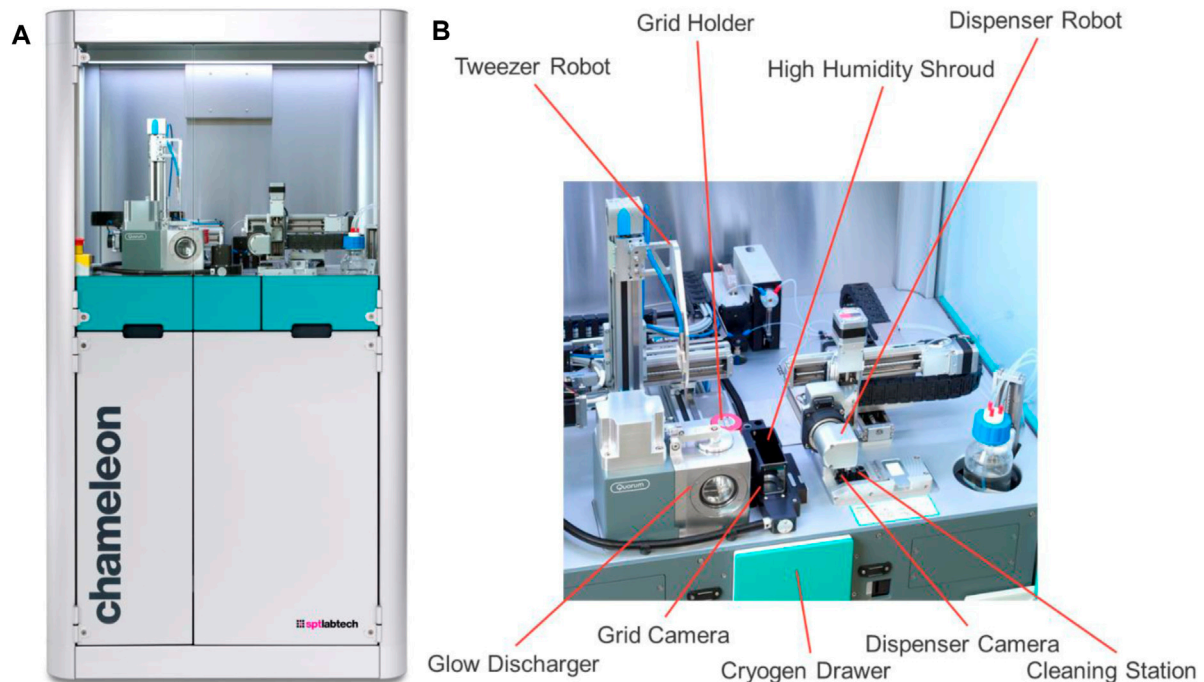 A
B
Grid Holder
Dispenser Robot
Tweezer Robot
High Humidity Shroud
Quorum
Quorum
chameleon
sptlabtech
Grid Camera
Dispenser Camera
Glow Discharger
Cryogen Drawer
Cleaning Station